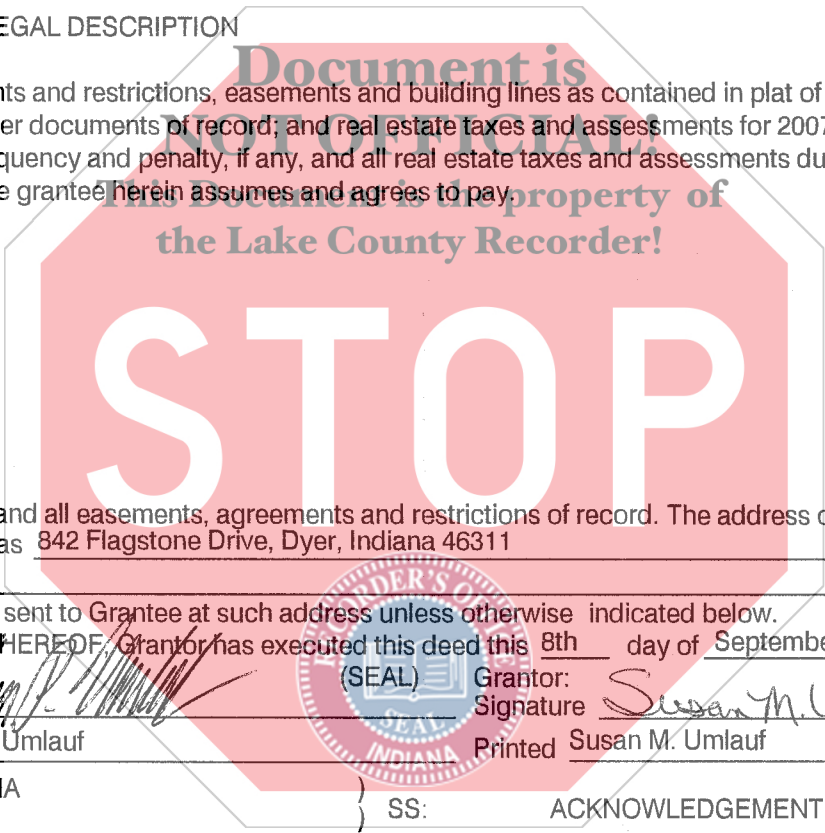 EGAL DESCRIPTION
Document is
nts and restrictions, easements and building lines as contained in plat of
er documents of record; and real estate taxes and assessments for 2007
NOT OFFICIAL!
quency and penalty, if any, and all real estate taxes and assessments du
e grantee herein assumes and agrees to pay.
This Document is the property of
the Lake County Recorder!
STOP
and all easements, agreements and restrictions of record. The address o
as 842 Flagstone Drive, Dyer, Indiana 46311
RECORDER'S OFFICE
sent to Grantee at such address unless otherwise indicated below.
HEREOF, Grantor has executed this deed this 8th day of Septembe
(SEAL) Grantor:
Signature Susan M. U
SEAL
Umlauf Printed Susan M. Umlauf
INDIANA
IA
) SS: ACKNOWLEDGEMENT
)